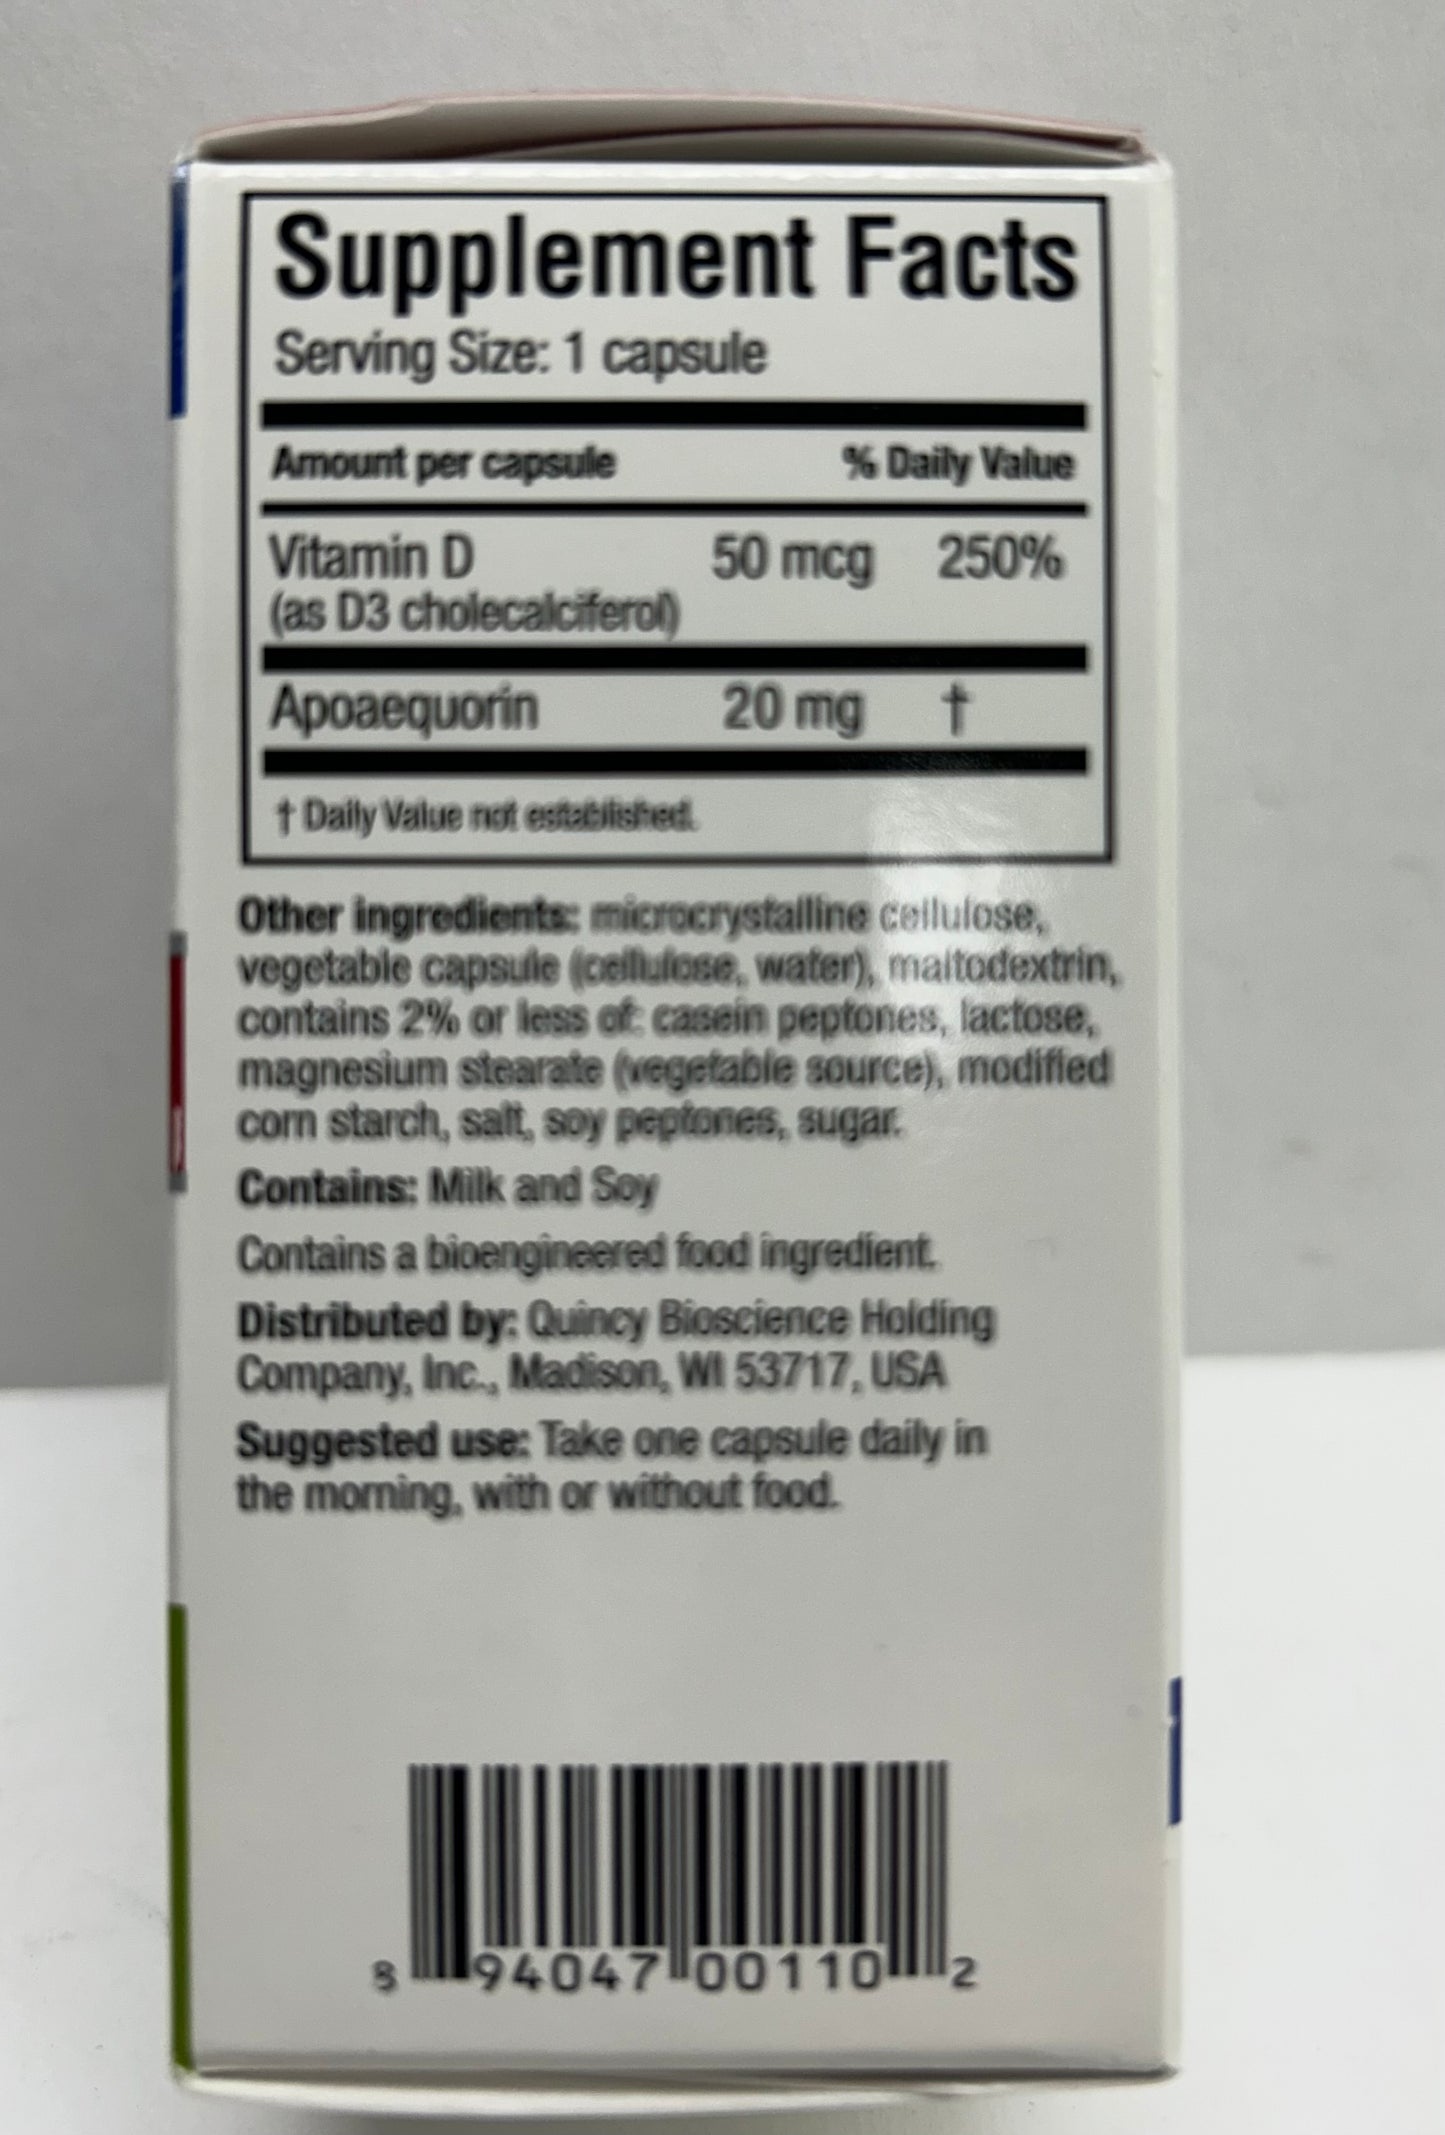 Supplement Facts
Serving Size: 1 capsule
Amount per capsule % Daily Value
Vitamin D 50 mcg 250%
(as D3 cholecalciferol)
Apoaequorin 20 mg †
† Daily Value not established.
Other ingredients: microcrystalline cellulose,
vegetable capsule (cellulose, water), maltodextrin,
contains 2% or less of: casein peptones, lactose,
magnesium stearate (vegetable source), modified
corn starch, salt, soy peptones, sugar.
Contains: Milk and Soy
Contains a bioengineered food ingredient.
Distributed by: Quincy Bioscience Holding
Company, Inc., Madison, WI 53717, USA
Suggested use: Take one capsule daily in
the morning, with or without food.
8 94047 00110 2